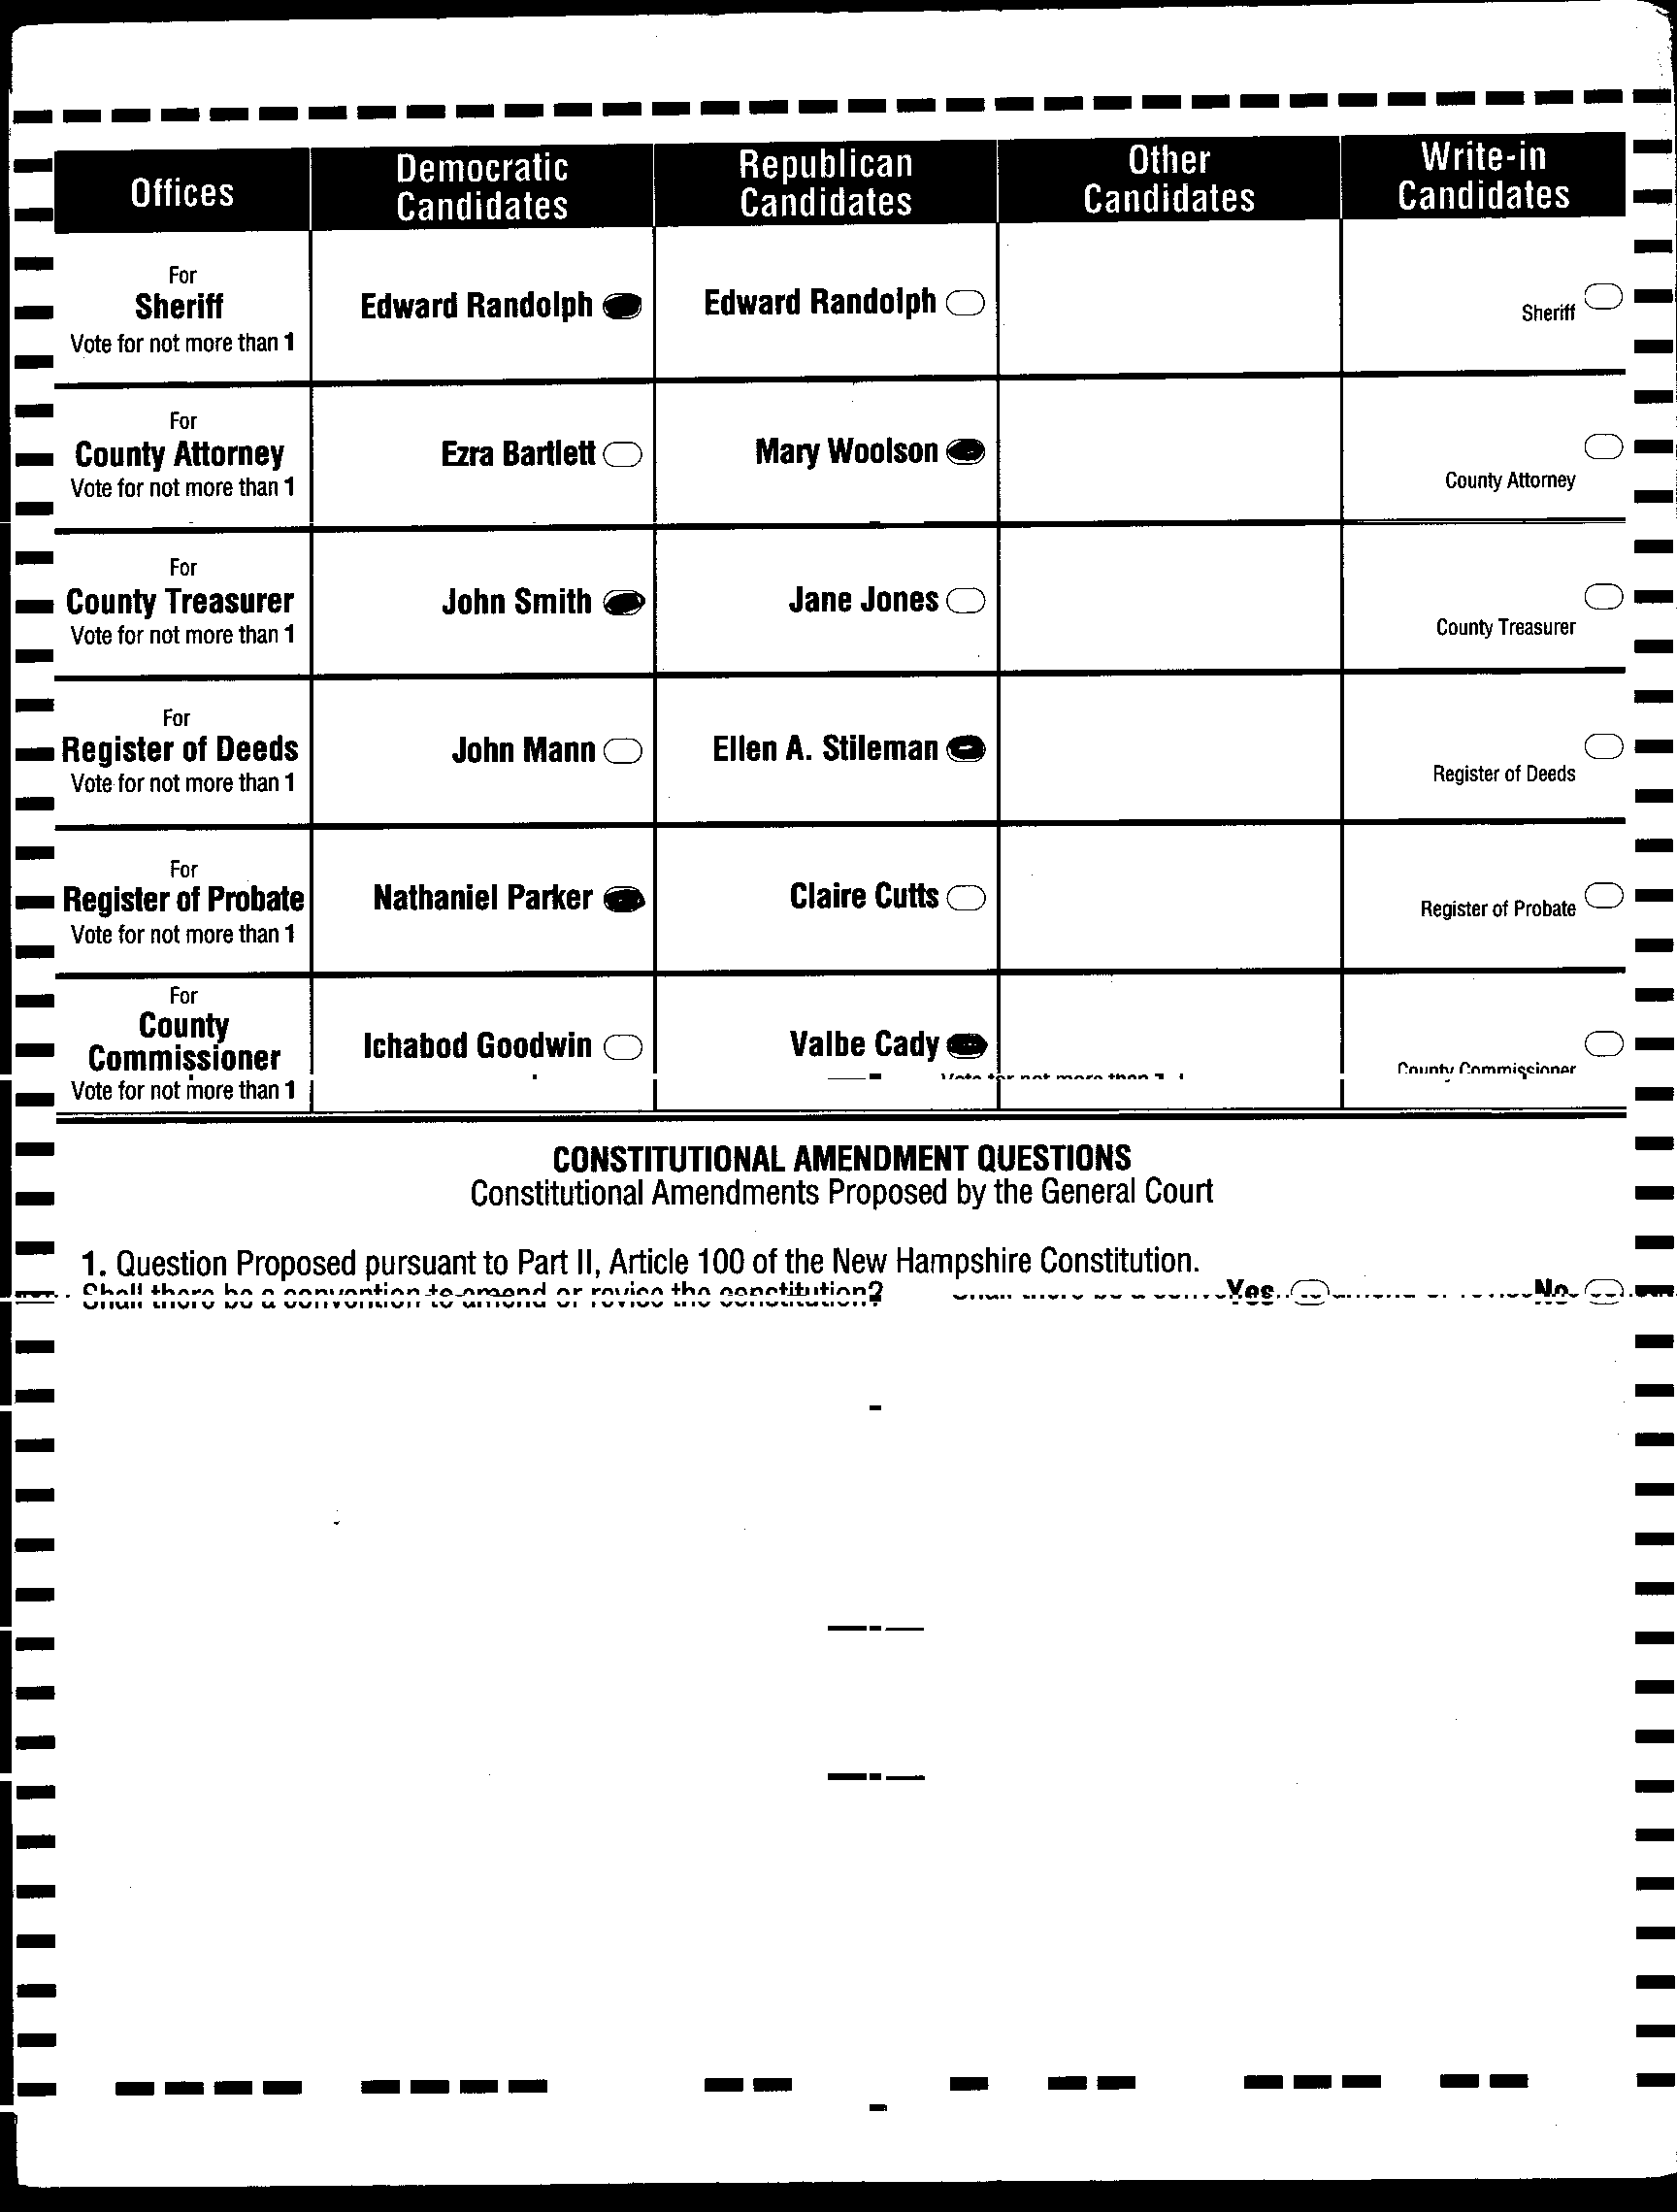 Offices
Democratic Candidates
Republican Candidates
Other Candidates
Write-in Candidates
For
Sheriff
Vote for not more than 1
Edward Randolph
Edward Randolph
Sheriff
For
County Attorney
Vote for not more than 1
Ezra Bartlett
Mary Woolson
County Attorney
For
County Treasurer
Vote for not more than 1
John Smith
Jane Jones
County Treasurer
For
Register of Deeds
Vote for not more than 1
John Mann
Ellen A. Stileman
Register of Deeds
For
Register of Probate
Vote for not more than 1
Nathaniel Parker
Claire Cutts
Register of Probate
For
County
Commissioner
Vote for not more than 1
Ichabod Goodwin
Valbe Cady
County Commissioner
CONSTITUTIONAL AMENDMENT QUESTIONS
Constitutional Amendments Proposed by the General Court
1. Question Proposed pursuant to Part II, Article 100 of the New Hampshire Constitution.
Shall there be a convention to amend or revise the constitution? Yes No